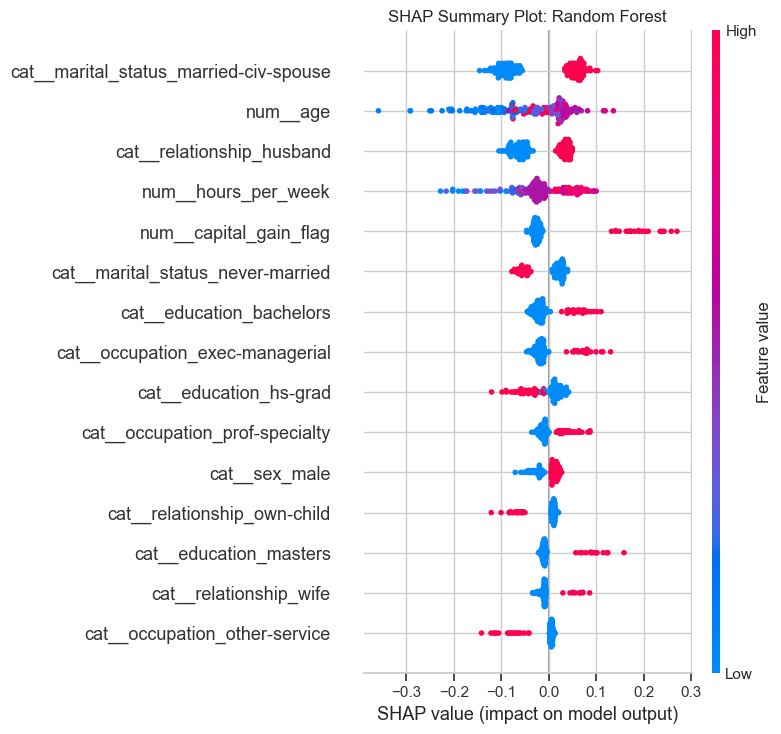 SHAP Summary Plot: Random Forest
High
cat__marital_status_married-civ-spouse
num__age
cat__relationship_husband
num__hours_per_week
num__capital_gain_flag
cat__marital_status_never-married
cat__education_bachelors
cat__occupation_exec-managerial
cat__education_hs-grad
cat__occupation_prof-specialty
cat__sex_male
cat__relationship_own-child
cat__education_masters
cat__relationship_wife
cat__occupation_other-service
Feature value
Low
−0.3 −0.2 −0.1 0.0 0.1 0.2 0.3
SHAP value (impact on model output)